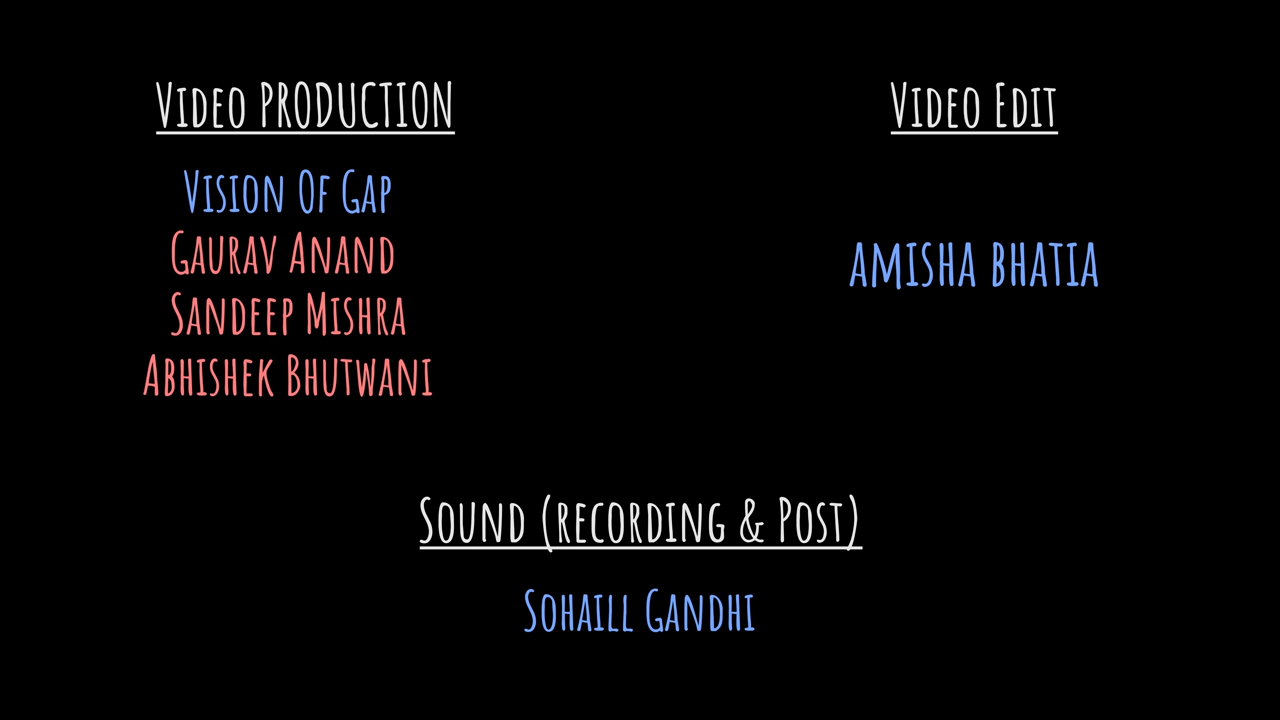 Video PRODUCTION
Vision Of Gap
Gaurav Anand
Sandeep Mishra
Abhishek Bhutwani
Video Edit
AMISHA BHATIA
Sound (recording & Post)
Sohaill Gandhi